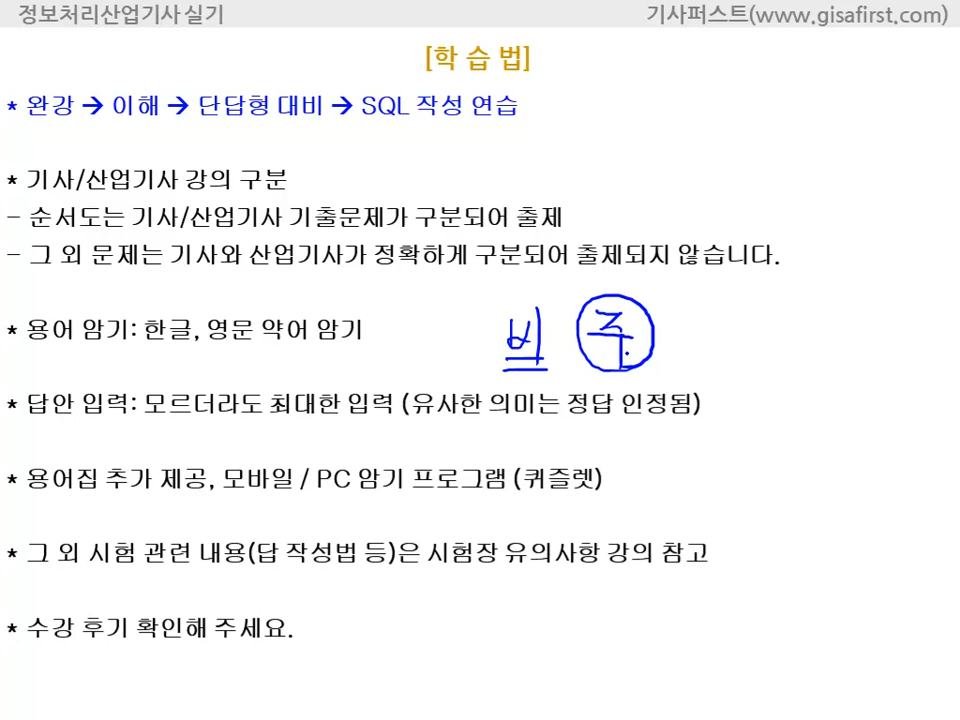 정보처리산업기사 실기
기사퍼스트(www.gisafirst.com)
[학 습 법]
* 완강 → 이해 → 단답형 대비 → SQL 작성 연습
* 기사/산업기사 강의 구분
- 순서도는 기사/산업기사 기출문제가 구분되어 출제
- 그 외 문제는 기사와 산업기사가 정확하게 구분되어 출제되지 않습니다.
* 용어 암기: 한글, 영문 약어 암기
비 주
* 답안 입력: 모르더라도 최대한 입력 (유사한 의미는 정답 인정됨)
* 용어집 추가 제공, 모바일 / PC 암기 프로그램 (퀴즐렛)
* 그 외 시험 관련 내용(답 작성법 등)은 시험장 유의사항 강의 참고
* 수강 후기 확인해 주세요.